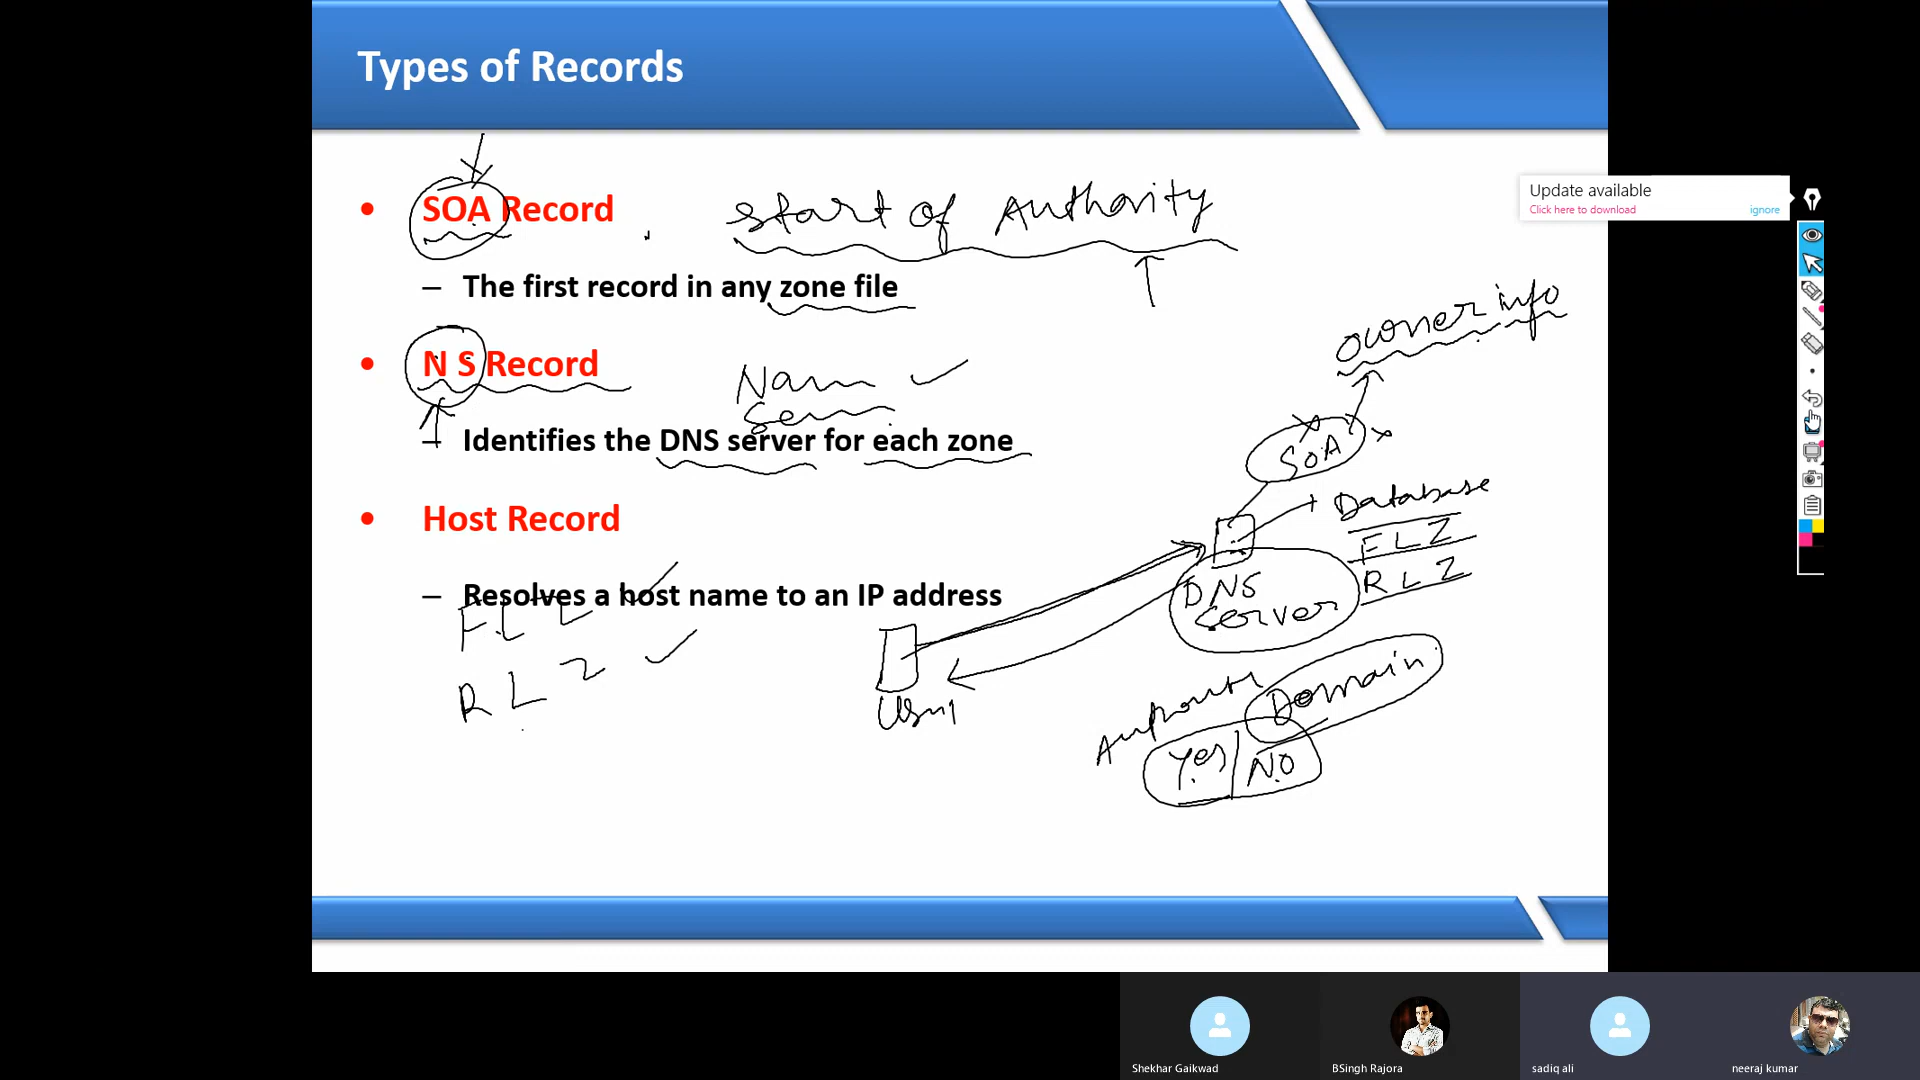 Types of Records
• SOA Record
Start of Authority
– The first record in any zone file
owner info
• N S Record
Nam
Ser
– Identifies the DNS server for each zone
SOA
Database
FLZ
RLZ
• Host Record
– Resolves a host name to an IP address
FLZ
RLZ
DNS
Server
Domain
Yes | NO
Update available
Click here to download
ignore
Shekhar Gaikwad
BSingh Rajora
sadiq ali
neeraj kumar